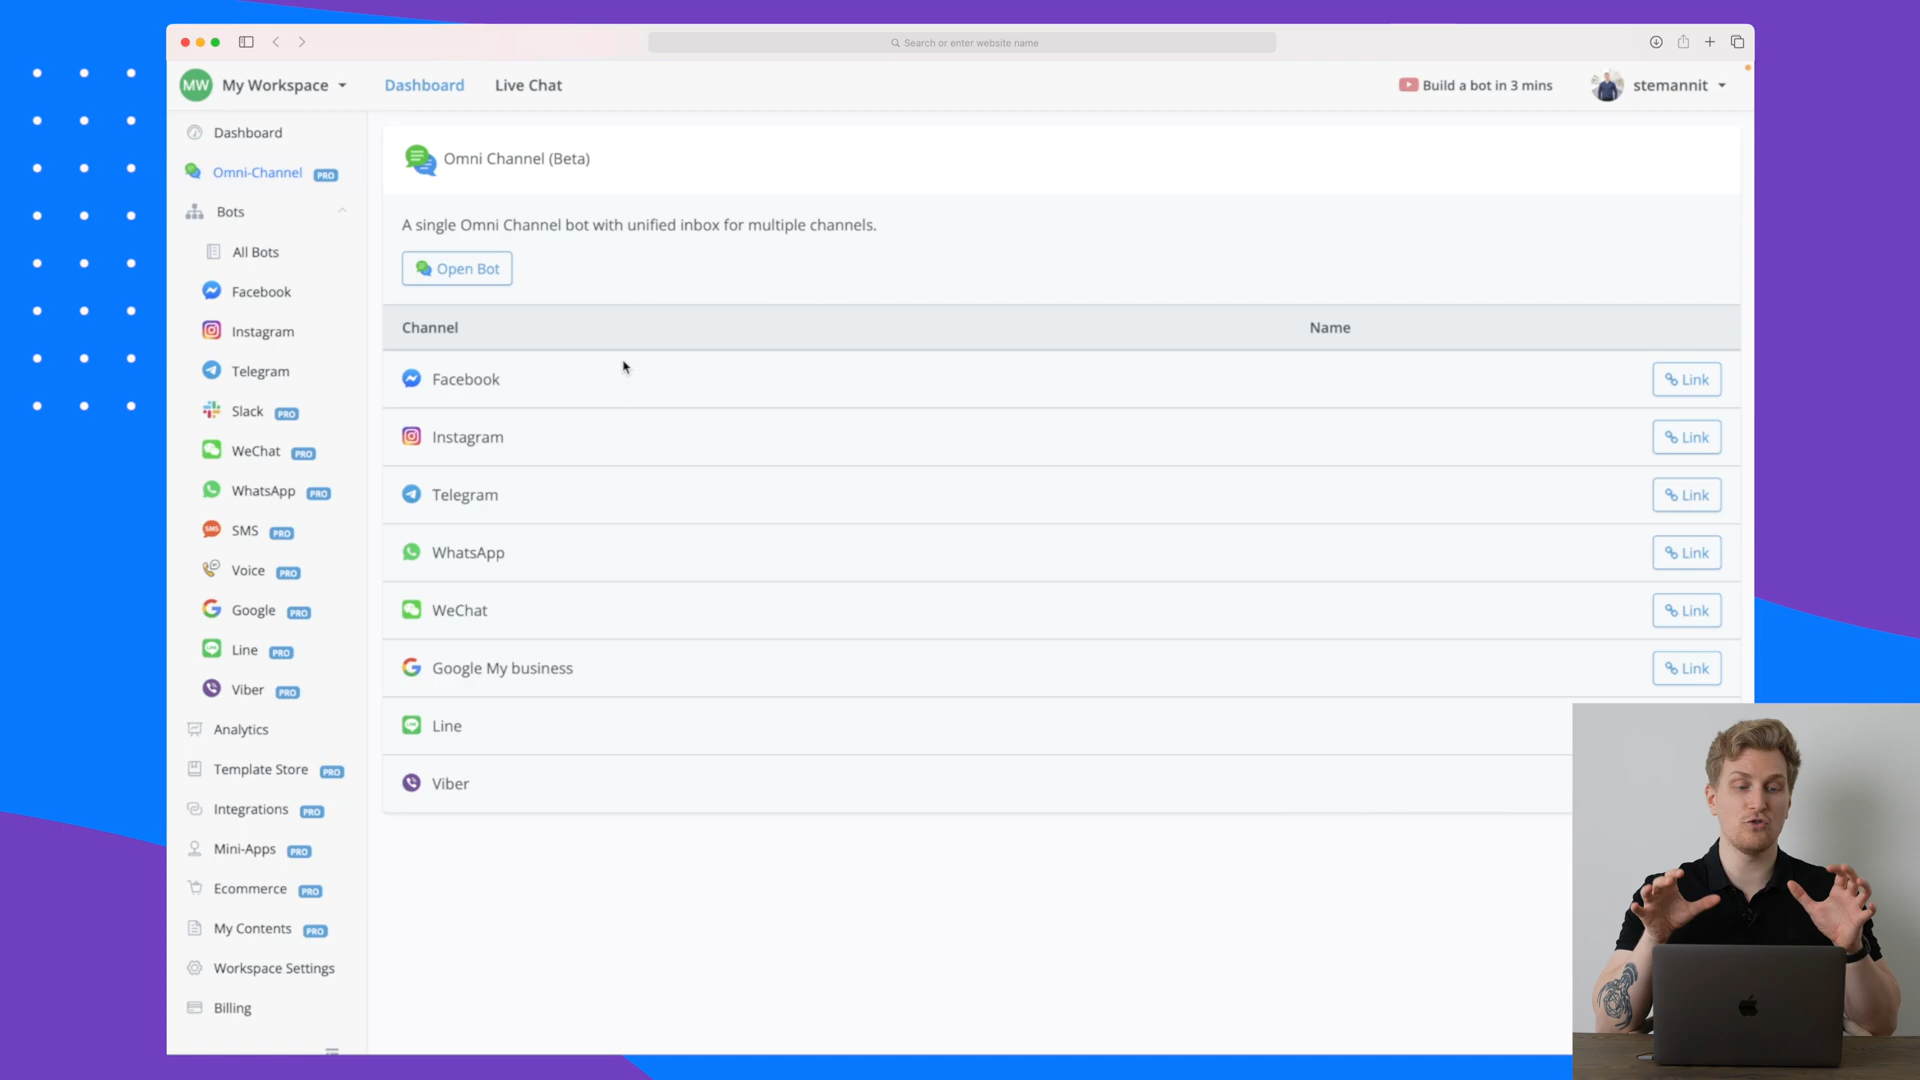 Search or enter website name
MW My Workspace Dashboard Live Chat Build a bot in 3 mins stemannit
Dashboard
Omni-Channel PRO
Bots
All Bots
Facebook
Instagram
Telegram
Slack PRO
WeChat PRO
WhatsApp PRO
SMS SMS PRO
Voice PRO
Google PRO
Line PRO
Viber PRO
Analytics
Template Store PRO
Integrations PRO
Mini-Apps PRO
Ecommerce PRO
My Contents PRO
Workspace Settings
Billing
Omni Channel (Beta)
A single Omni Channel bot with unified inbox for multiple channels.
Open Bot
Channel Name
Facebook Link
Instagram Link
Telegram Link
WhatsApp Link
WeChat Link
Google My business Link
Line
Viber